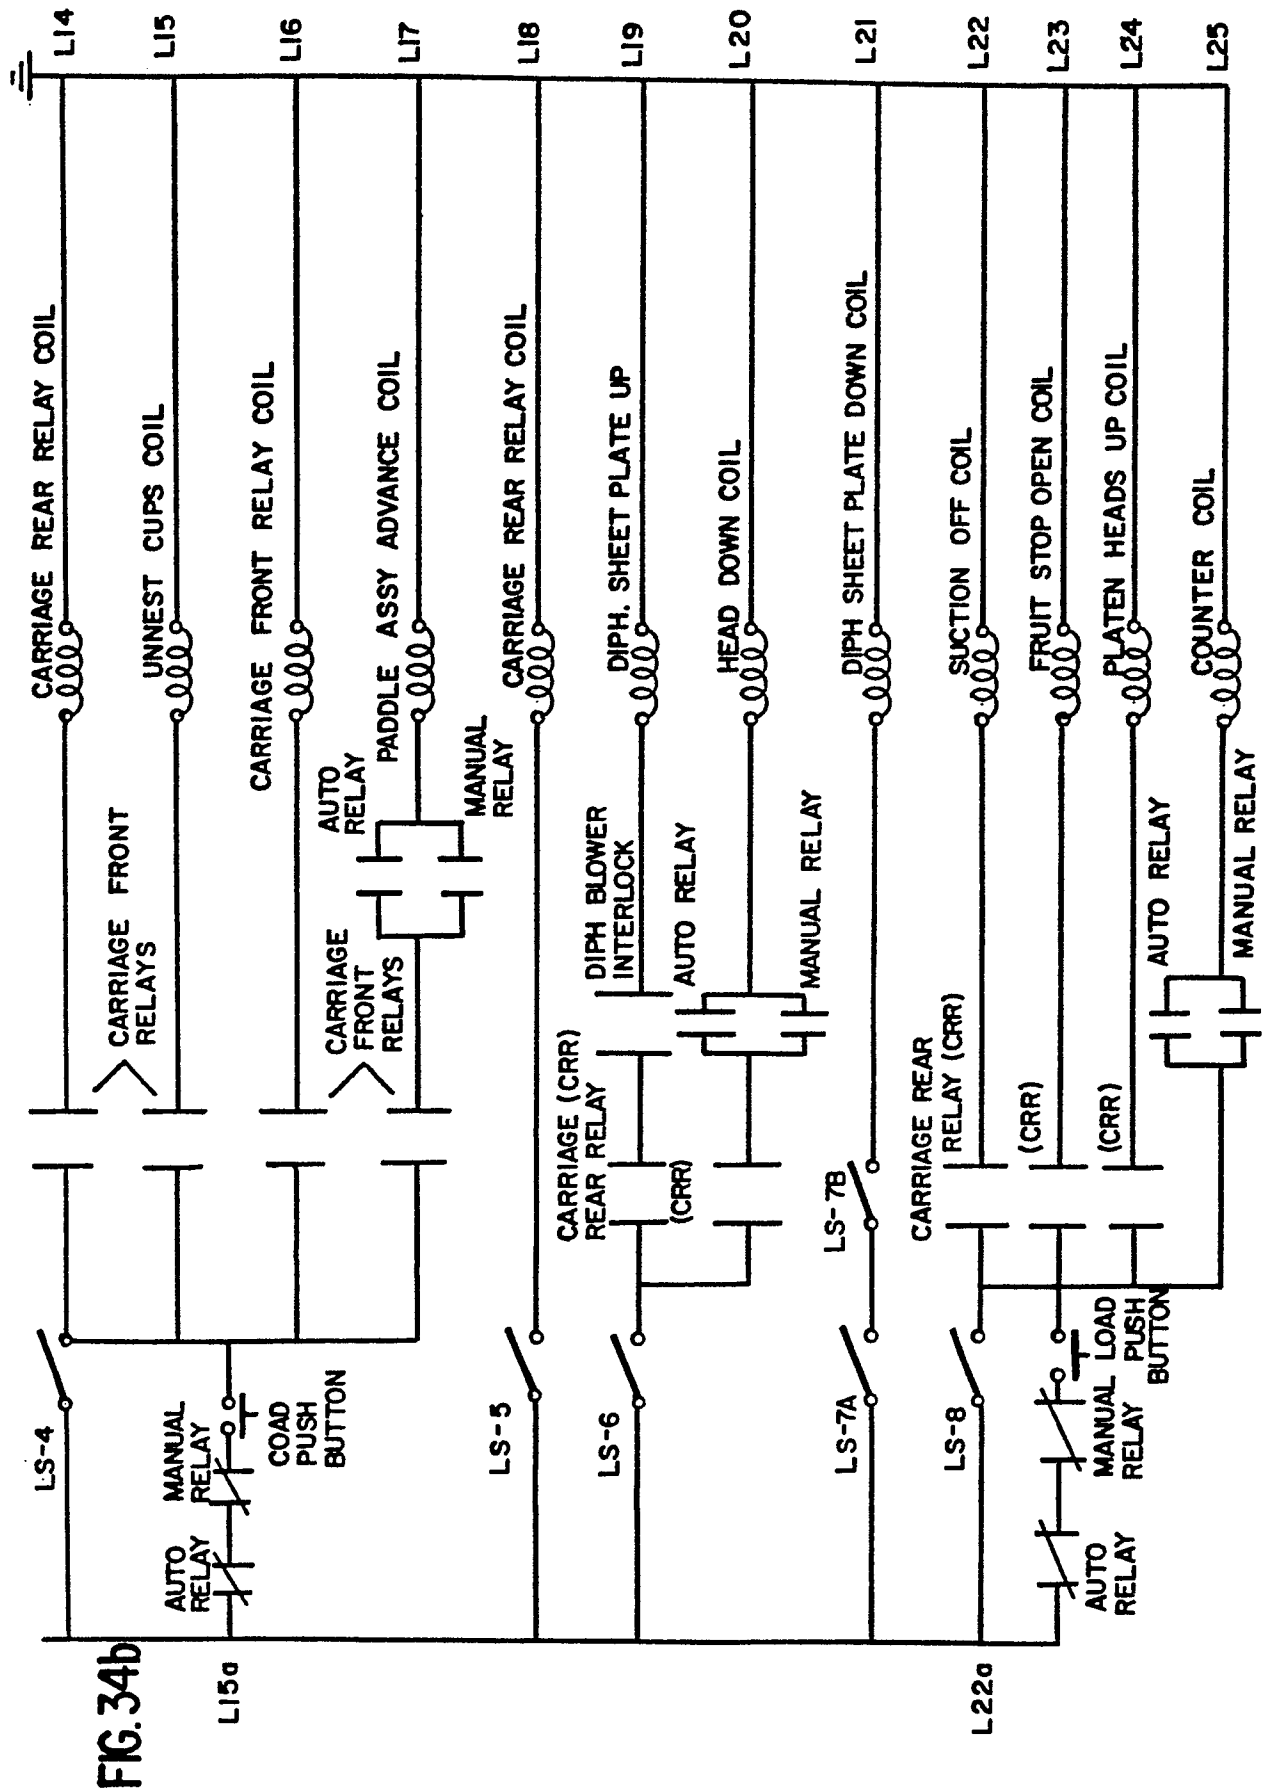 FIG. 34b
L14
L15
L16
L17
L18
L19
L20
L21
L22
L23
L24
L25
CARRIAGE REAR RELAY COIL
UNNEST CUPS COIL
CARRIAGE FRONT RELAY COIL
PADDLE ASSY ADVANCE COIL
CARRIAGE REAR RELAY COIL
DIPH. SHEET PLATE UP
HEAD DOWN COIL
DIPH SHEET PLATE DOWN COIL
SUCTION OFF COIL
FRUIT STOP OPEN COIL
PLATEN HEADS UP COIL
COUNTER COIL
CARRIAGE FRONT
RELAYS
AUTO
RELAY
MANUAL
RELAY
CARRIAGE
FRONT
RELAYS
DIPH BLOWER
INTERLOCK
AUTO RELAY
MANUAL RELAY
CARRIAGE (CRR)
REAR RELAY
(CRR)
LS-7B
CARRIAGE REAR
RELAY (CRR)
(CRR)
(CRR)
AUTO RELAY
MANUAL RELAY
LS-4
AUTO
RELAY
MANUAL
RELAY
COAD
PUSH
BUTTON
LS-5
LS-6
LS-7A
LS-8
AUTO
RELAY
MANUAL
RELAY
LOAD
PUSH
BUTTON
L15a
L22a